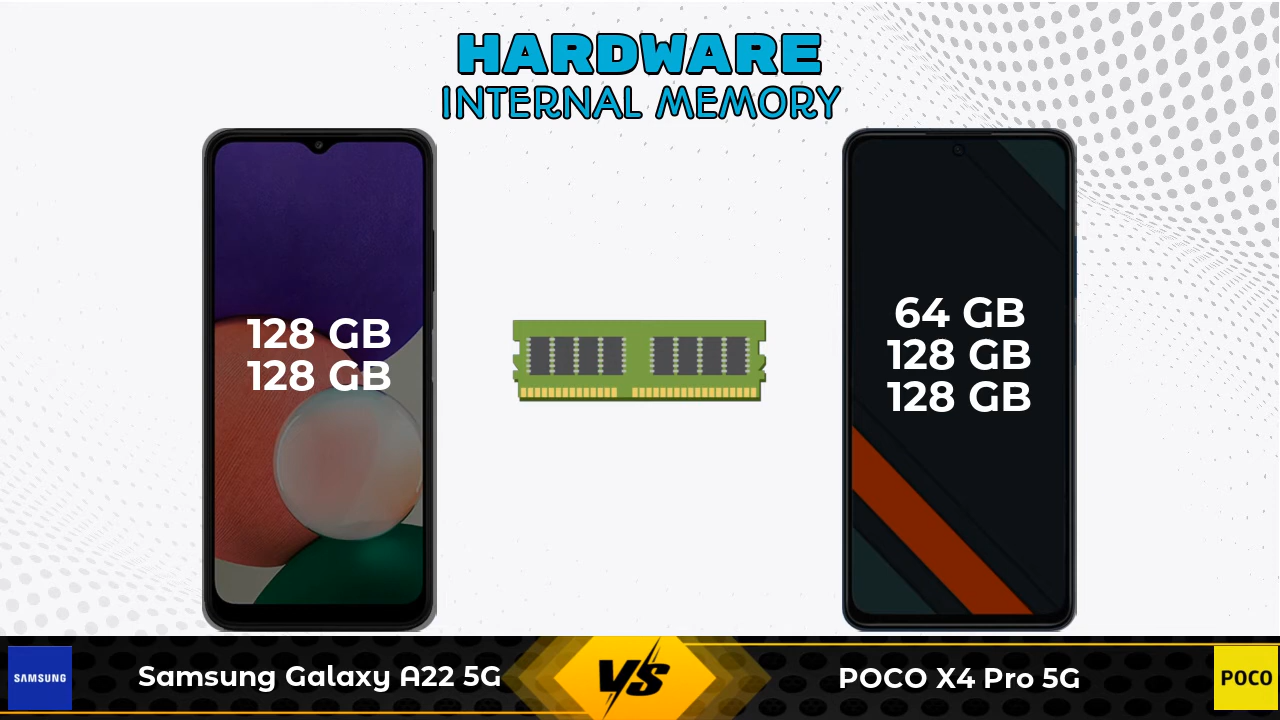 HARDWARE
INTERNAL MEMORY
128 GB
128 GB
64 GB
128 GB
128 GB
SAMSUNG
Samsung Galaxy A22 5G
VS
POCO X4 Pro 5G
POCO